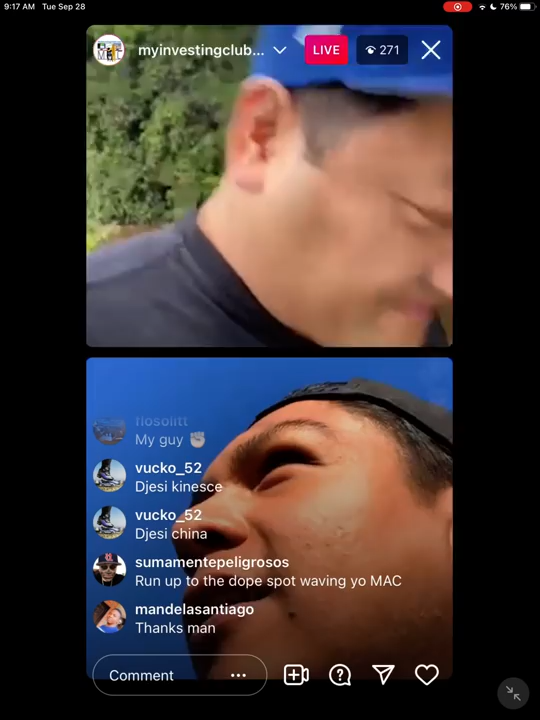 9:17 AM Tue Sep 28
76%
myinvestingclub...
LIVE
271
flosolitt
My guy
vucko_52
Djesi kinesce
vucko_52
Djesi china
sumamentepeligrosos
Run up to the dope spot waving yo MAC
mandelasantiago
Thanks man
Comment